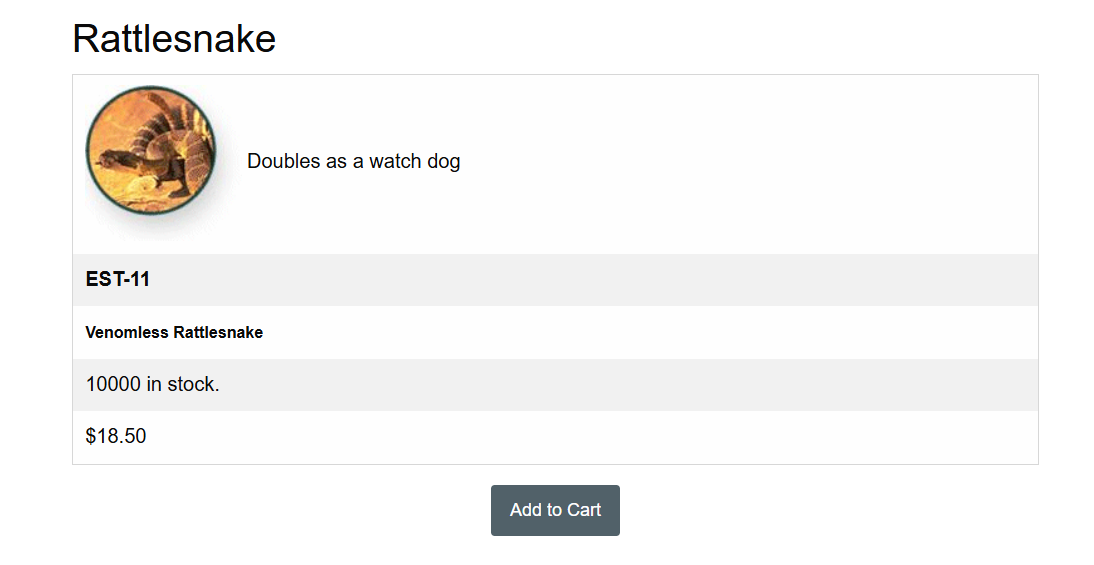 Rattlesnake
Doubles as a watch dog
EST-11
Venomless Rattlesnake
10000 in stock.
$18.50
Add to Cart